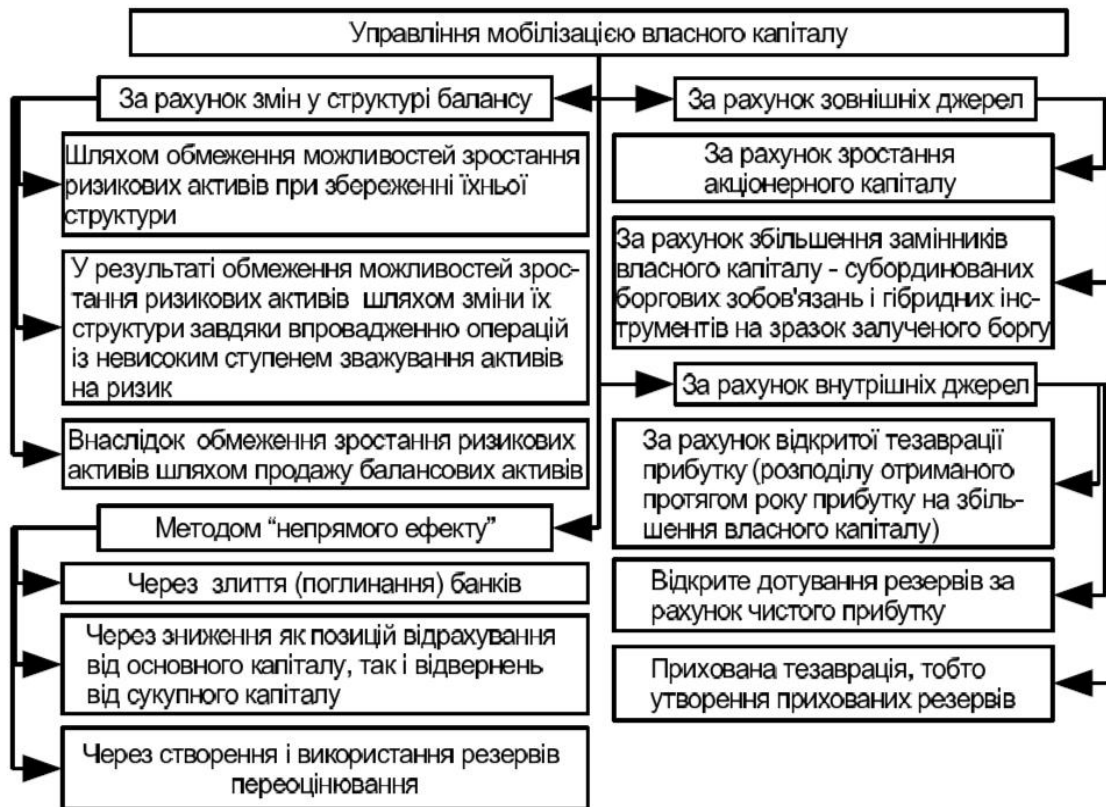 Управління мобілізацією власного капіталу
За рахунок змін у структурі балансу
Шляхом обмеження можливостей зростання
ризикових активів при збереженні їхньої
структури
У результаті обмеження можливостей зрос-
тання ризикових активів шляхом зміни їх
структури завдяки впровадженню операцій
із невисоким ступенем зважування активів
на ризик
Внаслідок обмеження зростання ризикових
активів шляхом продажу балансових активів
Методом “непрямого ефекту”
Через злиття (поглинання) банків
Через зниження як позицій відрахування
від основного капіталу, так і відвернень
від сукупного капіталу
Через створення і використання резервів
переоцінювання
За рахунок зовнішніх джерел
За рахунок зростання
акціонерного капіталу
За рахунок збільшення замінників
власного капіталу - субординованих
боргових зобов'язань і гібридних інс-
трументів на зразок залученого боргу
За рахунок внутрішніх джерел
За рахунок відкритої тезаврації
прибутку (розподілу отриманого
протягом року прибутку на збіль-
шення власного капіталу)
Відкрите дотування резервів за
рахунок чистого прибутку
Прихована тезаврація, тобто
утворення прихованих резервів